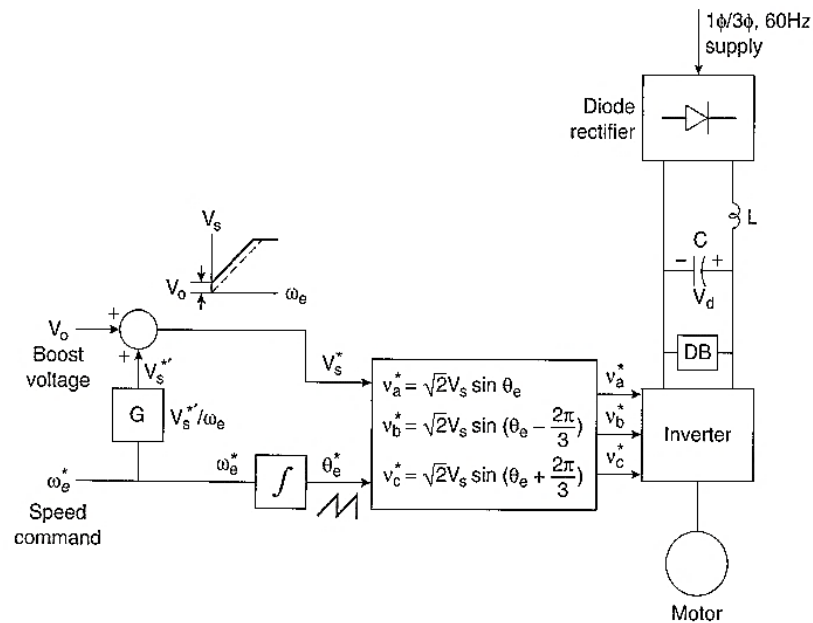 1ϕ/3ϕ, 60Hz
supply
Diode
rectifier
L
C
− +
V_d
DB
V_s
V_o
ω_e
V_o
Boost
voltage
+
+
V_s*'
G
V_s*'/ω_e
ω_e*
Speed
command
ω_e*
∫
θ_e*
V_s*
v_a* = √2V_s sin θ_e
v_b* = √2V_s sin (θ_e − 2π/3)
v_c* = √2V_s sin (θ_e + 2π/3)
v_a*
v_b*
v_c*
Inverter
Motor